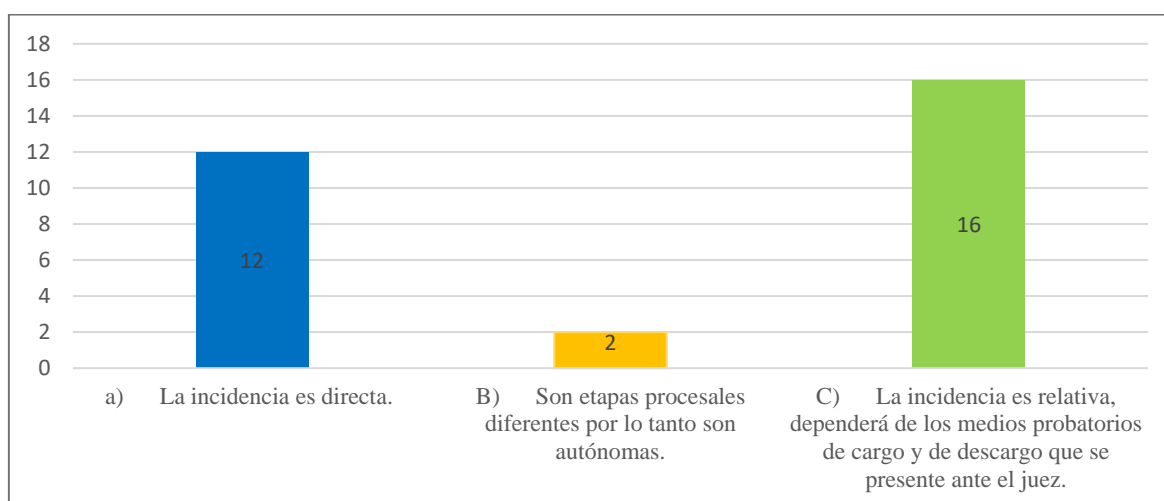 18
16
14
12
10
8
6
4
2
0
12
2
16
a) La incidencia es directa.
B) Son etapas procesales
diferentes por lo tanto son
autónomas.
C) La incidencia es relativa,
dependerá de los medios probatorios
de cargo y de descargo que se
presente ante el juez.